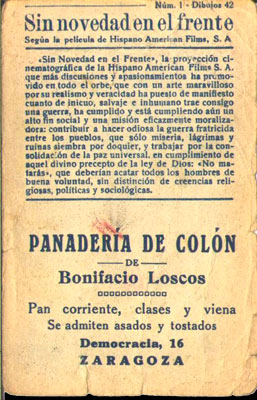 Núm. 1 - Dibujos 42
Sin novedad en el frente
Según la película de Hispano American Films, S. A
«Sin Novedad en el Frente», la proyección ci-
nematográfica de la Hispano American Films S. A.
que más discusiones y apasionamientos ha promo-
vido en todo el orbe, que con un arte maravilloso
por su realismo y veracidad ha puesto de manifiesto
cuanto de inicuo, salvaje e inhumano trae consigo
una guerra, ha cumplido y está cumpliendo aún un
alto fin social y una misión eficazmente moraliza-
dora: contribuir a hacer odiosa la guerra fratricida
entre los pueblos, que sólo miseria, lágrimas y
ruinas siembra por doquier, y trabajar por la con-
solidación de la paz universal, en cumplimiento de
aquel divino precepto de la ley de Dios: «No ma-
tarás», que deberían acatar todos los hombres de
buena voluntad, sin distinción de creencias reli-
giosas, políticas y sociológicas.
PANADERÍA DE COLÓN
DE
Bonifacio Loscos
Pan corriente, clases y viena
Se admiten asados y tostados
Democracia, 16
ZARAGOZA